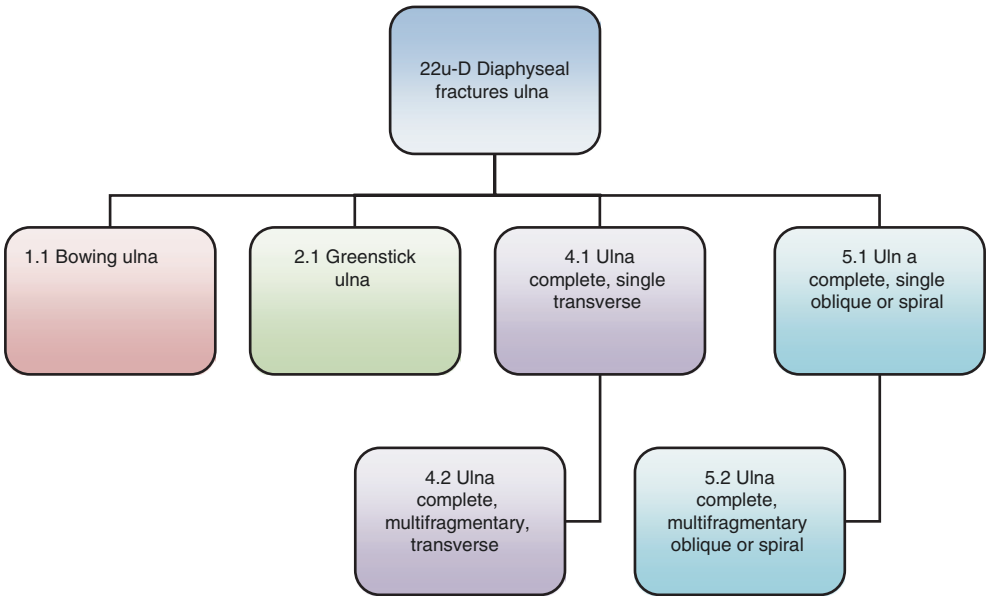 22u-D Diaphyseal
fractures ulna
1.1 Bowing ulna
2.1 Greenstick
ulna
4.1 Ulna
complete, single
transverse
5.1 Uln a
complete, single
oblique or spiral
4.2 Ulna
complete,
multifragmentary,
transverse
5.2 Ulna
complete,
multifragmentary
oblique or spiral